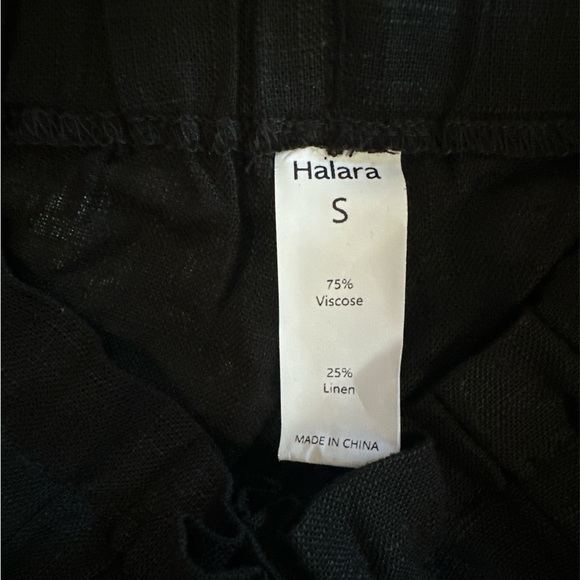 Halara
S
75%
Viscose
25%
Linen
MADE IN CHINA